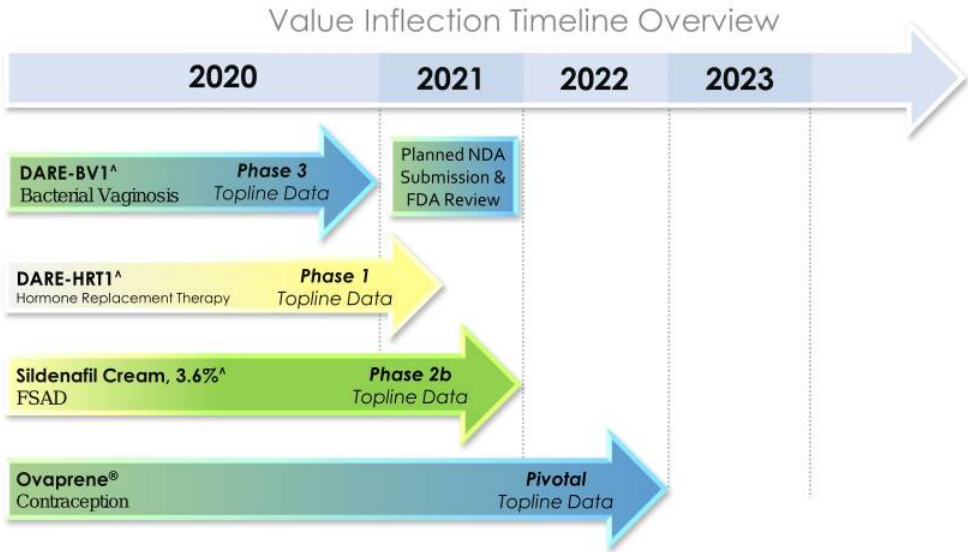 Value Inflection Timeline Overview
2020 2021 2022 2023
DARE-BV1^ Phase 3
Bacterial Vaginosis Topline Data
Planned NDA
Submission &
FDA Review
DARE-HRT1^ Phase 1
Hormone Replacement Therapy Topline Data
Sildenafil Cream, 3.6%^ Phase 2b
FSAD Topline Data
Ovaprene® Pivotal
Contraception Topline Data